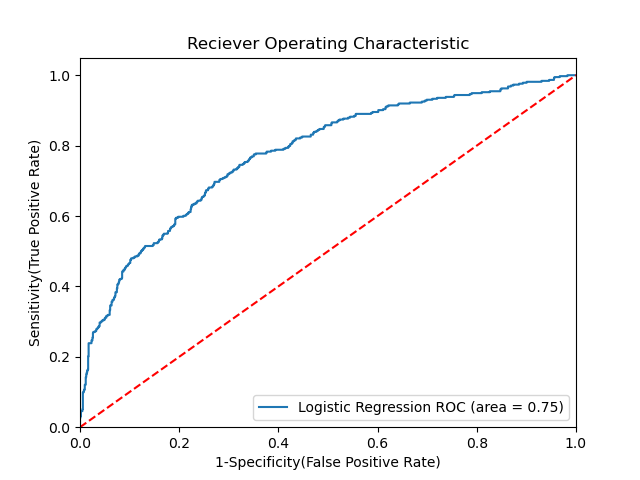 Reciever Operating Characteristic
Sensitivity(True Positive Rate)
1.0
0.8
0.6
0.4
0.2
0.0
0.0 0.2 0.4 0.6 0.8 1.0
Logistic Regression ROC (area = 0.75)
1-Specificity(False Positive Rate)